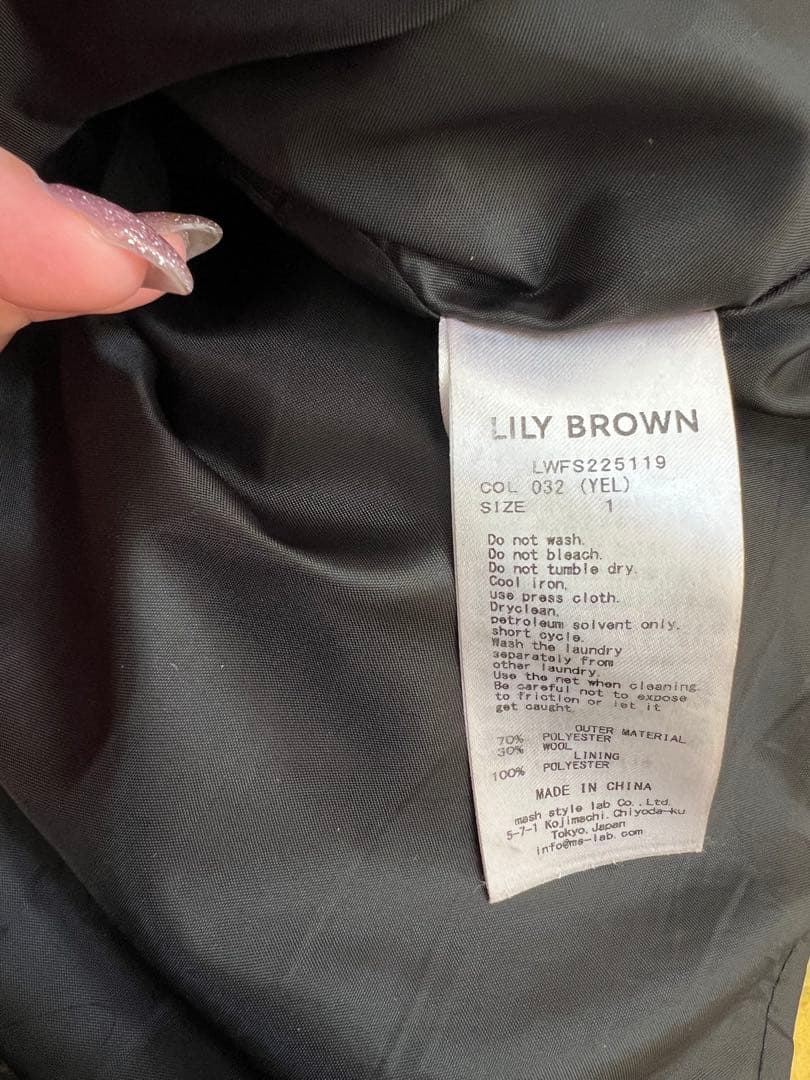 LILY BROWN
LWFS225119
COL 032 (YEL)
SIZE 1
Do not wash.
Do not bleach.
Do not tumble dry.
Cool iron,
use press cloth.
Dryclean,
petroleum solvent only.
short cycle.
Wash the laundry
separately from
other laundry.
Use the net when cleaning.
Be careful not to expose
to friction or let it
get caught.
OUTER MATERIAL
70% POLYESTER
30% WOOL
LINING
100% POLYESTER
MADE IN CHINA
mash style lab Co., Ltd.
5-7-1 Kojimachi, Chiyoda-ku
Tokyo, Japan
info@ms-lab.com